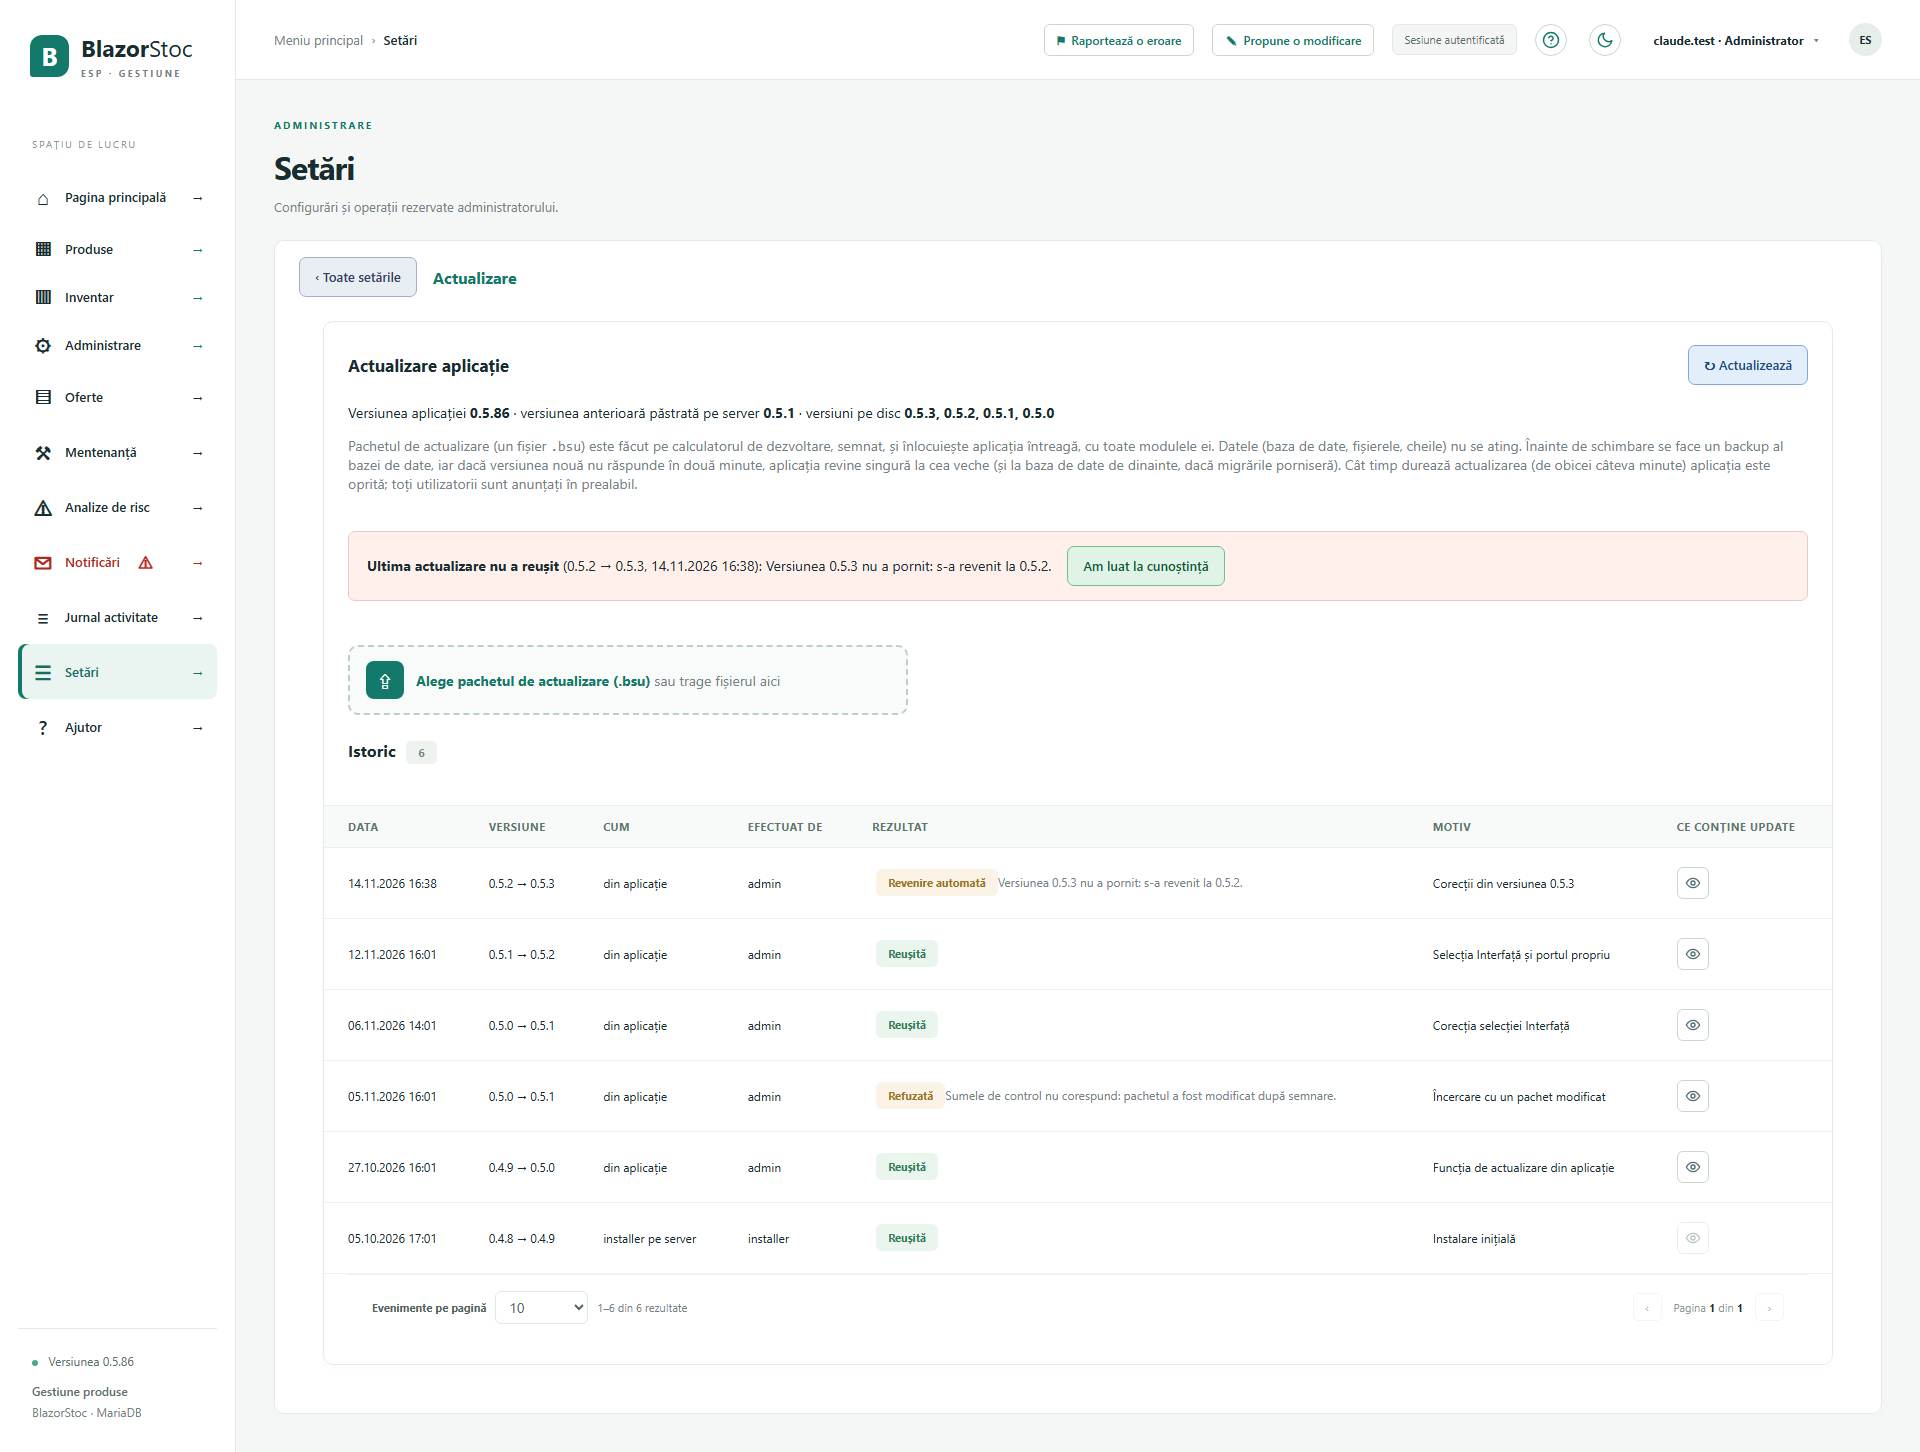 B BlazorStoc
ESP · GESTIUNE
Meniu principal › Setări
Raportează o eroare
Propune o modificare
Sesiune autentificată
claude.test · Administrator
ES
SPAȚIU DE LUCRU
Pagina principală →
Produse →
Inventar →
Administrare →
Oferte →
Mentenanță →
Analize de risc →
Notificări →
Jurnal activitate →
Setări →
? Ajutor →
Versiunea 0.5.86
Gestiune produse
BlazorStoc · MariaDB
ADMINISTRARE
Setări
Configurări și operații rezervate administratorului.
‹ Toate setările
Actualizare
Actualizare aplicație
↻ Actualizează
Versiunea aplicației 0.5.86 · versiunea anterioară păstrată pe server 0.5.1 · versiuni pe disc 0.5.3, 0.5.2, 0.5.1, 0.5.0
Pachetul de actualizare (un fișier .bsu) este făcut pe calculatorul de dezvoltare, semnat, și înlocuiește aplicația întreagă, cu toate modulele ei. Datele (baza de date, fișierele, cheile) nu se ating. Înainte de schimbare se face un backup al
bazei de date, iar dacă versiunea nouă nu răspunde în două minute, aplicația revine singură la cea veche (și la baza de date de dinainte, dacă migrările porniseră). Cât timp durează actualizarea (de obicei câteva minute) aplicația este
oprită; toți utilizatorii sunt anunțați în prealabil.
Ultima actualizare nu a reușit (0.5.2 → 0.5.3, 14.11.2026 16:38): Versiunea 0.5.3 nu a pornit: s-a revenit la 0.5.2.
Am luat la cunoștință
Alege pachetul de actualizare (.bsu) sau trage fișierul aici
Istoric 6
DATA VERSIUNE CUM EFECTUAT DE REZULTAT MOTIV CE CONȚINE UPDATE
14.11.2026 16:38 0.5.2 → 0.5.3 din aplicație admin Revenire automată Versiunea 0.5.3 nu a pornit: s-a revenit la 0.5.2. Corecții din versiunea 0.5.3
12.11.2026 16:01 0.5.1 → 0.5.2 din aplicație admin Reușită Selecția Interfață și portul propriu
06.11.2026 14:01 0.5.0 → 0.5.1 din aplicație admin Reușită Corecția selecției Interfață
05.11.2026 16:01 0.5.0 → 0.5.1 din aplicație admin Refuzată Sumele de control nu corespund: pachetul a fost modificat după semnare. Încercare cu un pachet modificat
27.10.2026 16:01 0.4.9 → 0.5.0 din aplicație admin Reușită Funcția de actualizare din aplicație
05.10.2026 17:01 0.4.8 → 0.4.9 installer pe server installer Reușită Instalare inițială
Evenimente pe pagină 10 1–6 din 6 rezultate
‹ Pagina 1 din 1 ›